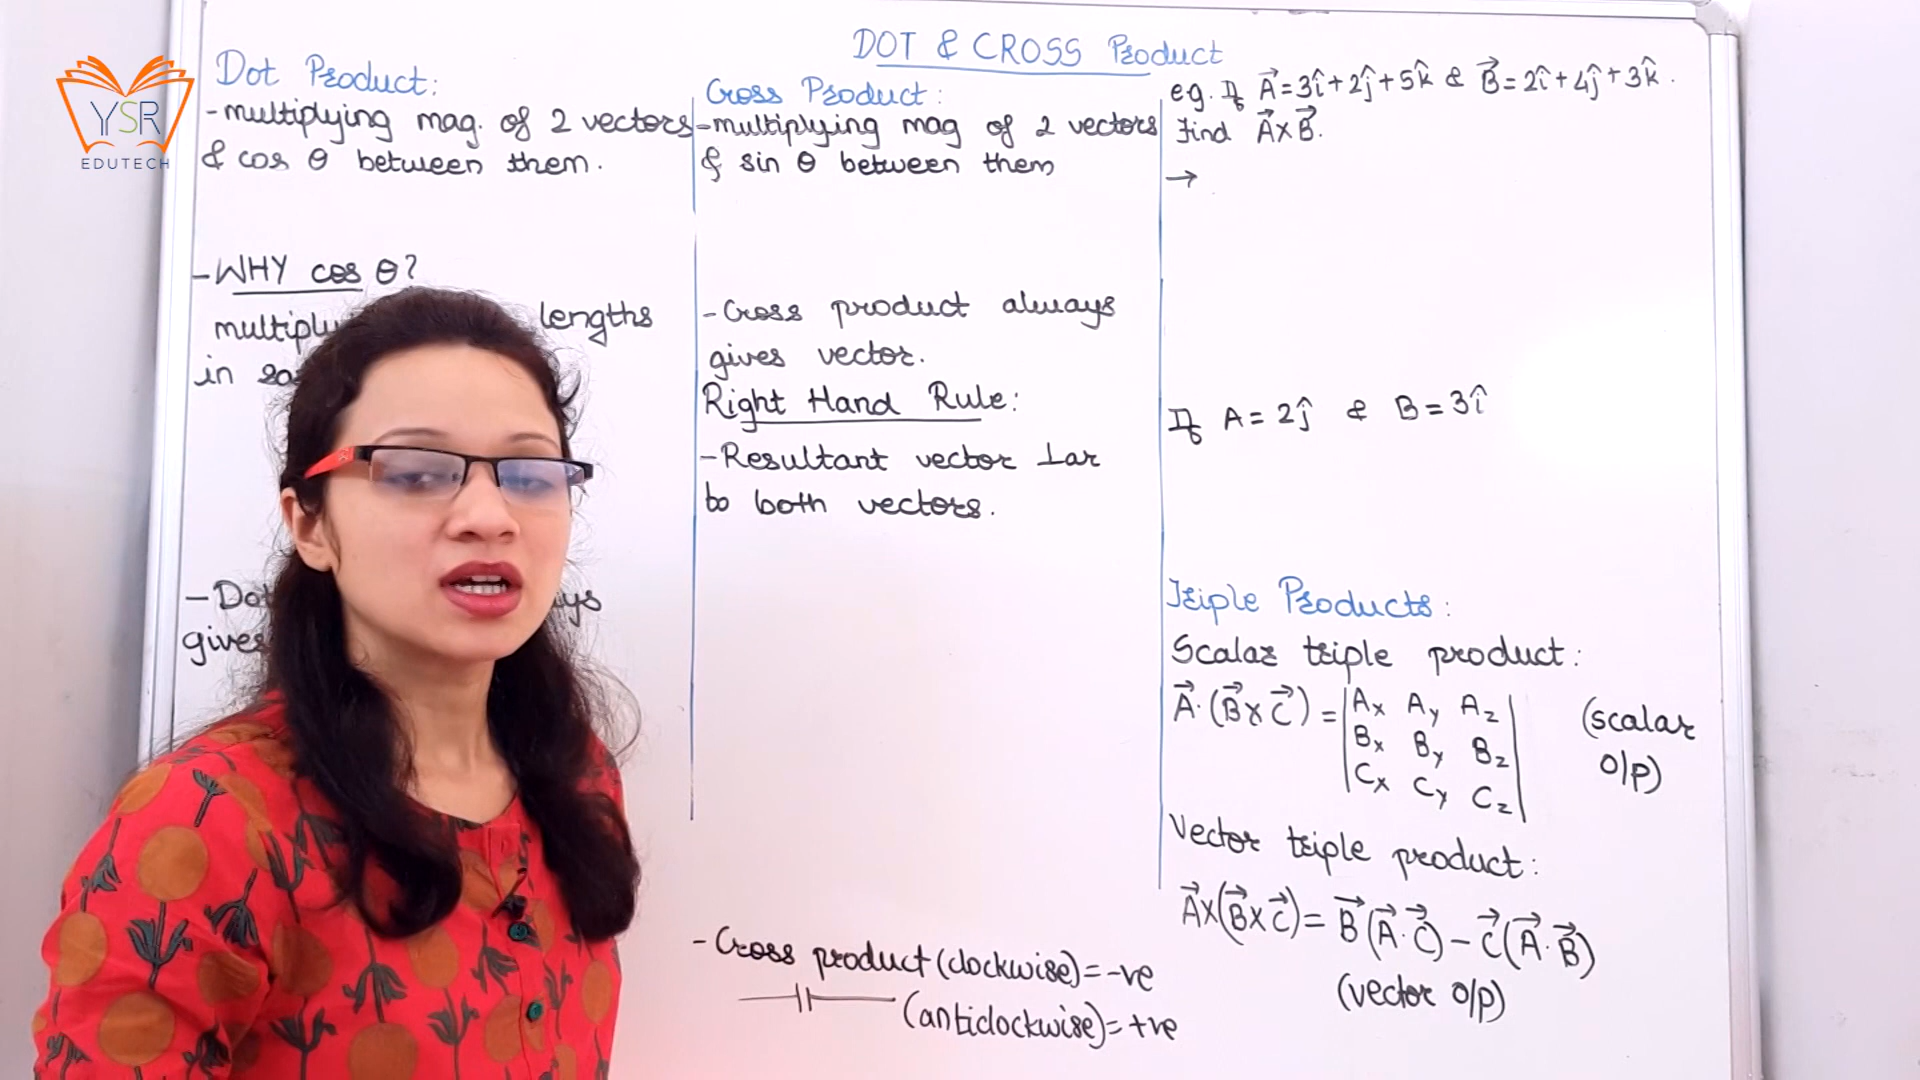 YSR
EDUTECH
DOT & CROSS Product
Dot Product:
-multiplying mag. of 2 vectors
& cos θ between them.
-WHY cos θ?
lengths
in
-
gives
Cross Product:
-multiplying mag of 2 vectors
& sin θ between them
-Cross product always
gives vector.
Right Hand Rule:
-Resultant vector ⊥ar
to both vectors.
-Cross product (clockwise)=-ve
—||— (anticlockwise)=+ve
eg. If A⃗=3î+2ĵ+5k̂ & B⃗=2î+4ĵ+3k̂.
Find A⃗xB⃗.
→
If A=2ĵ & B=3î
Triple Products:
Scalar triple product:
A⃗.(B⃗xC⃗)=|Ax Ay Az| (scalar
|Bx By Bz| o/p)
|Cx Cy Cz|
Vector triple product:
A⃗x(B⃗xC⃗)=B⃗(A⃗.C⃗)-C⃗(A⃗.B⃗)
(vector o/p)